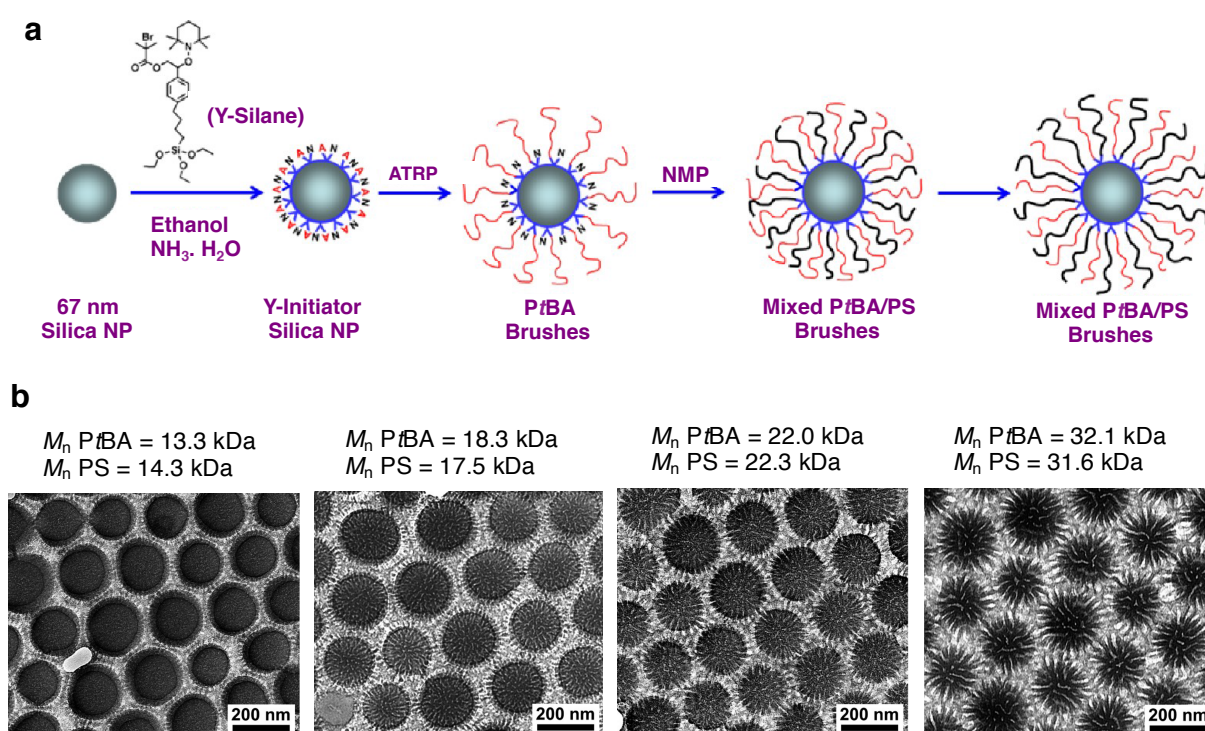 a
Br
N
O
O
O
(Y-Silane)
Si
O
O
O
Ethanol
NH3. H2O
N A N A N A N A N A N A N A N A
ATRP
N N N N N N N N N N
NMP
67 nm
Silica NP
Y-Initiator
Silica NP
PtBA
Brushes
Mixed PtBA/PS
Brushes
Mixed PtBA/PS
Brushes
b
Mn PtBA = 13.3 kDa
Mn PS = 14.3 kDa
Mn PtBA = 18.3 kDa
Mn PS = 17.5 kDa
Mn PtBA = 22.0 kDa
Mn PS = 22.3 kDa
Mn PtBA = 32.1 kDa
Mn PS = 31.6 kDa
200 nm
200 nm
200 nm
200 nm